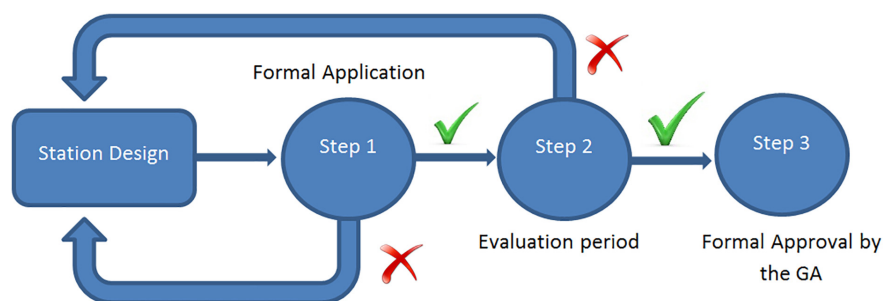 Formal Application
Station Design
Step 1
Step 2
Step 3
Evaluation period
Formal Approval by
the GA